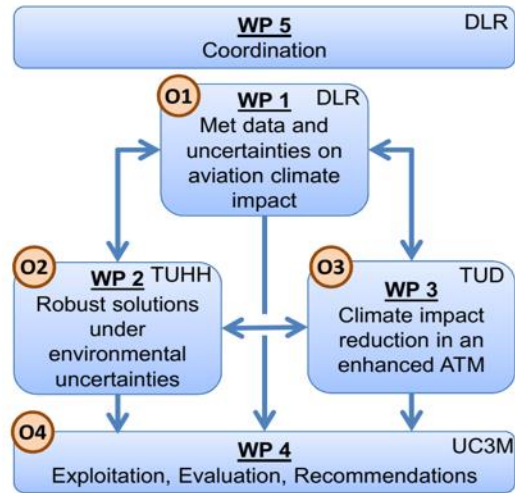 WP 5
DLR
Coordination
O1
WP 1
DLR
Met data and
uncertainties on
aviation climate
impact
O2
WP 2
TUHH
Robust solutions
under
environmental
uncertainties
O3
TUD
WP 3
Climate impact
reduction in an
enhanced ATM
O4
WP 4
UC3M
Exploitation, Evaluation, Recommendations